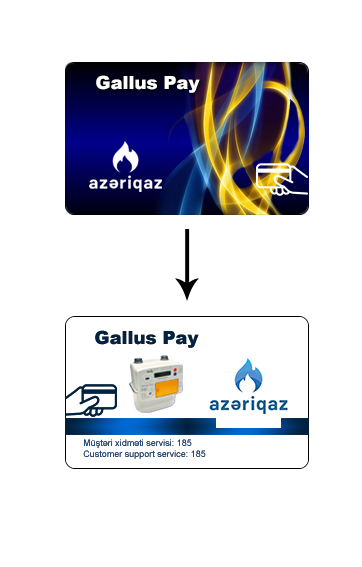 Gallus Pay
azəriqaz
Gallus Pay
azəriqaz
Müştəri xidməti servisi: 185
Customer support service: 185